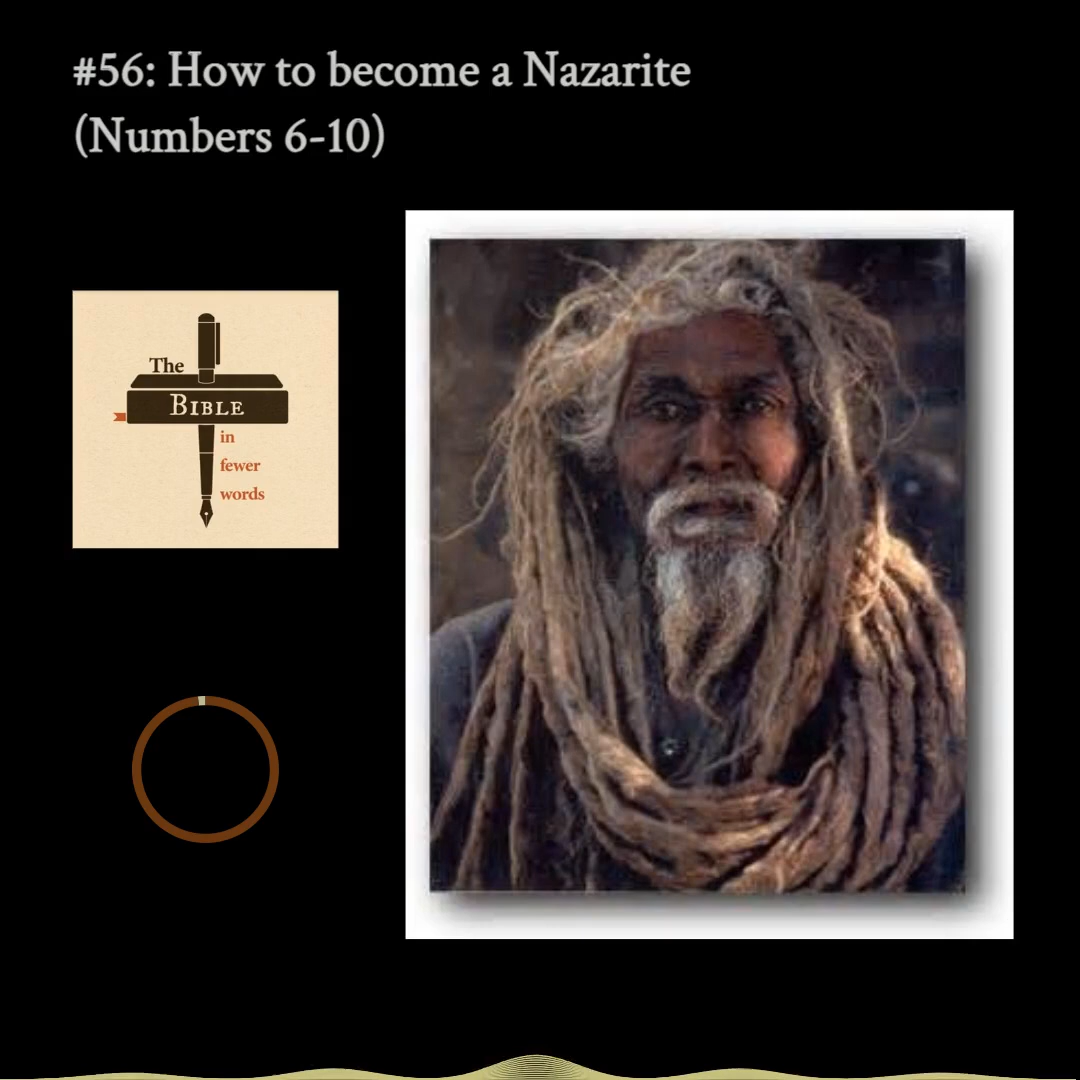 #56: How to become a Nazarite
(Numbers 6-10)
The
BIBLE
in
fewer
words